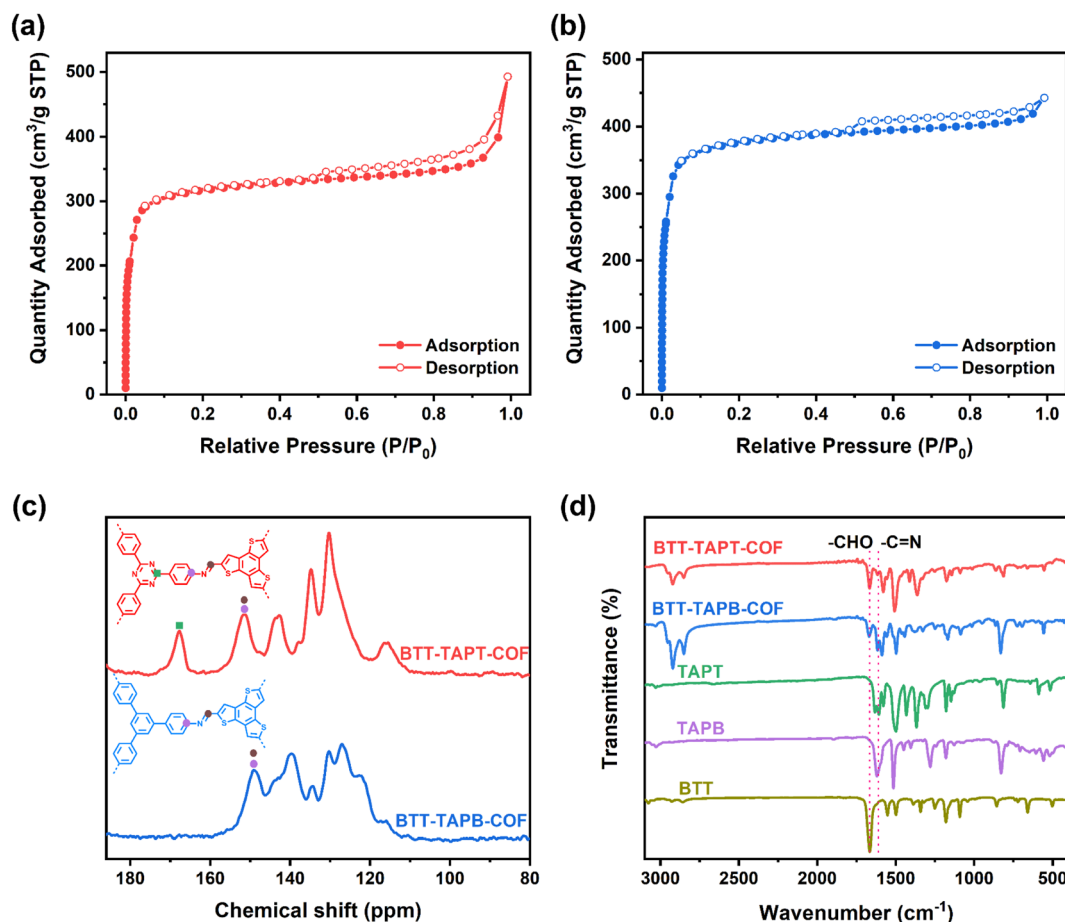 (a)
500
400
300
200
100
0
Quantity Adsorbed (cm³/g STP)
Adsorption
Desorption
0.0 0.2 0.4 0.6 0.8 1.0
Relative Pressure (P/P₀)
(b)
500
400
300
200
100
0
Quantity Adsorbed (cm³/g STP)
Adsorption
Desorption
0.0 0.2 0.4 0.6 0.8 1.0
Relative Pressure (P/P₀)
(c)
N
N
N
N
S
S
S
BTT-TAPT-COF
N
S
S
S
BTT-TAPB-COF
180 160 140 120 100 80
Chemical shift (ppm)
(d)
-CHO -C=N
BTT-TAPT-COF
BTT-TAPB-COF
TAPT
TAPB
BTT
Transmittance (%)
3000 2500 2000 1500 1000 500
Wavenumber (cm⁻¹)